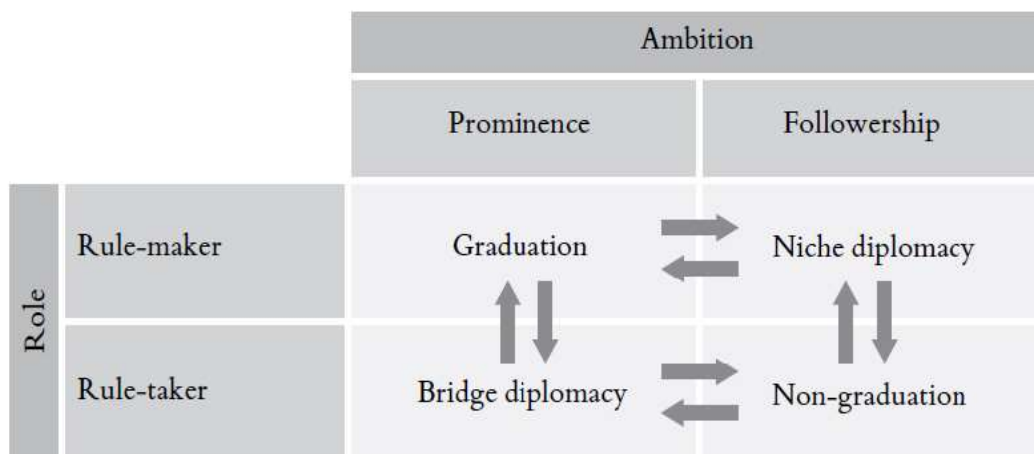 Ambition
Prominence Followership
Role
Rule-maker Graduation Niche diplomacy
Rule-taker Bridge diplomacy Non-graduation